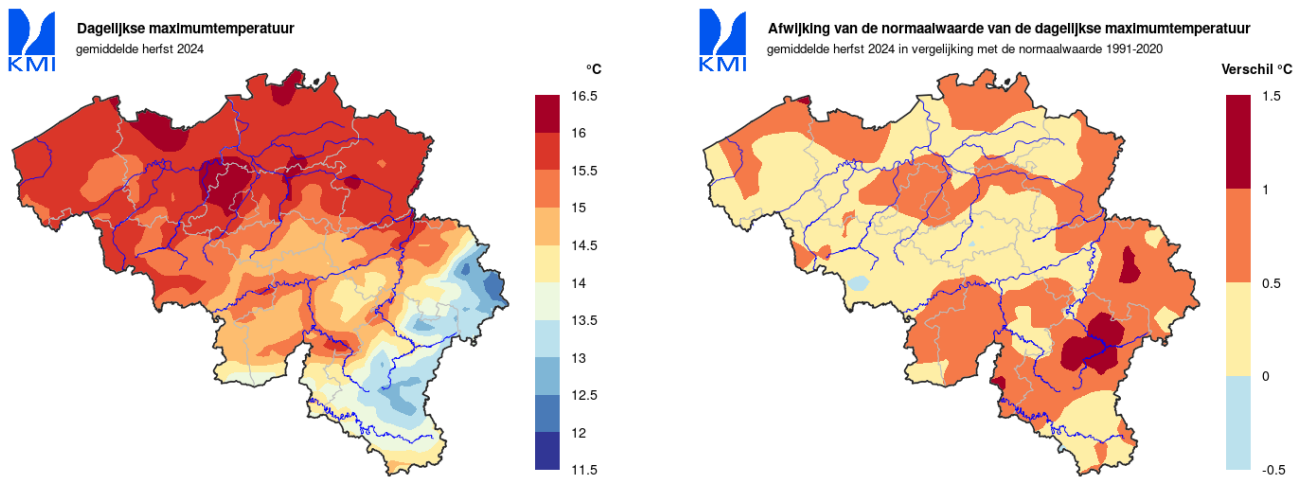 Dagelijkse maximumtemperatuur
gemiddelde herfst 2024
KMI
°C
16.5
16
15.5
15
14.5
14
13.5
13
12.5
12
11.5
Afwijking van de normaalwaarde van de dagelijkse maximumtemperatuur
gemiddelde herfst 2024 in vergelijking met de normaalwaarde 1991-2020
KMI
Verschil °C
1.5
1
0.5
0
-0.5